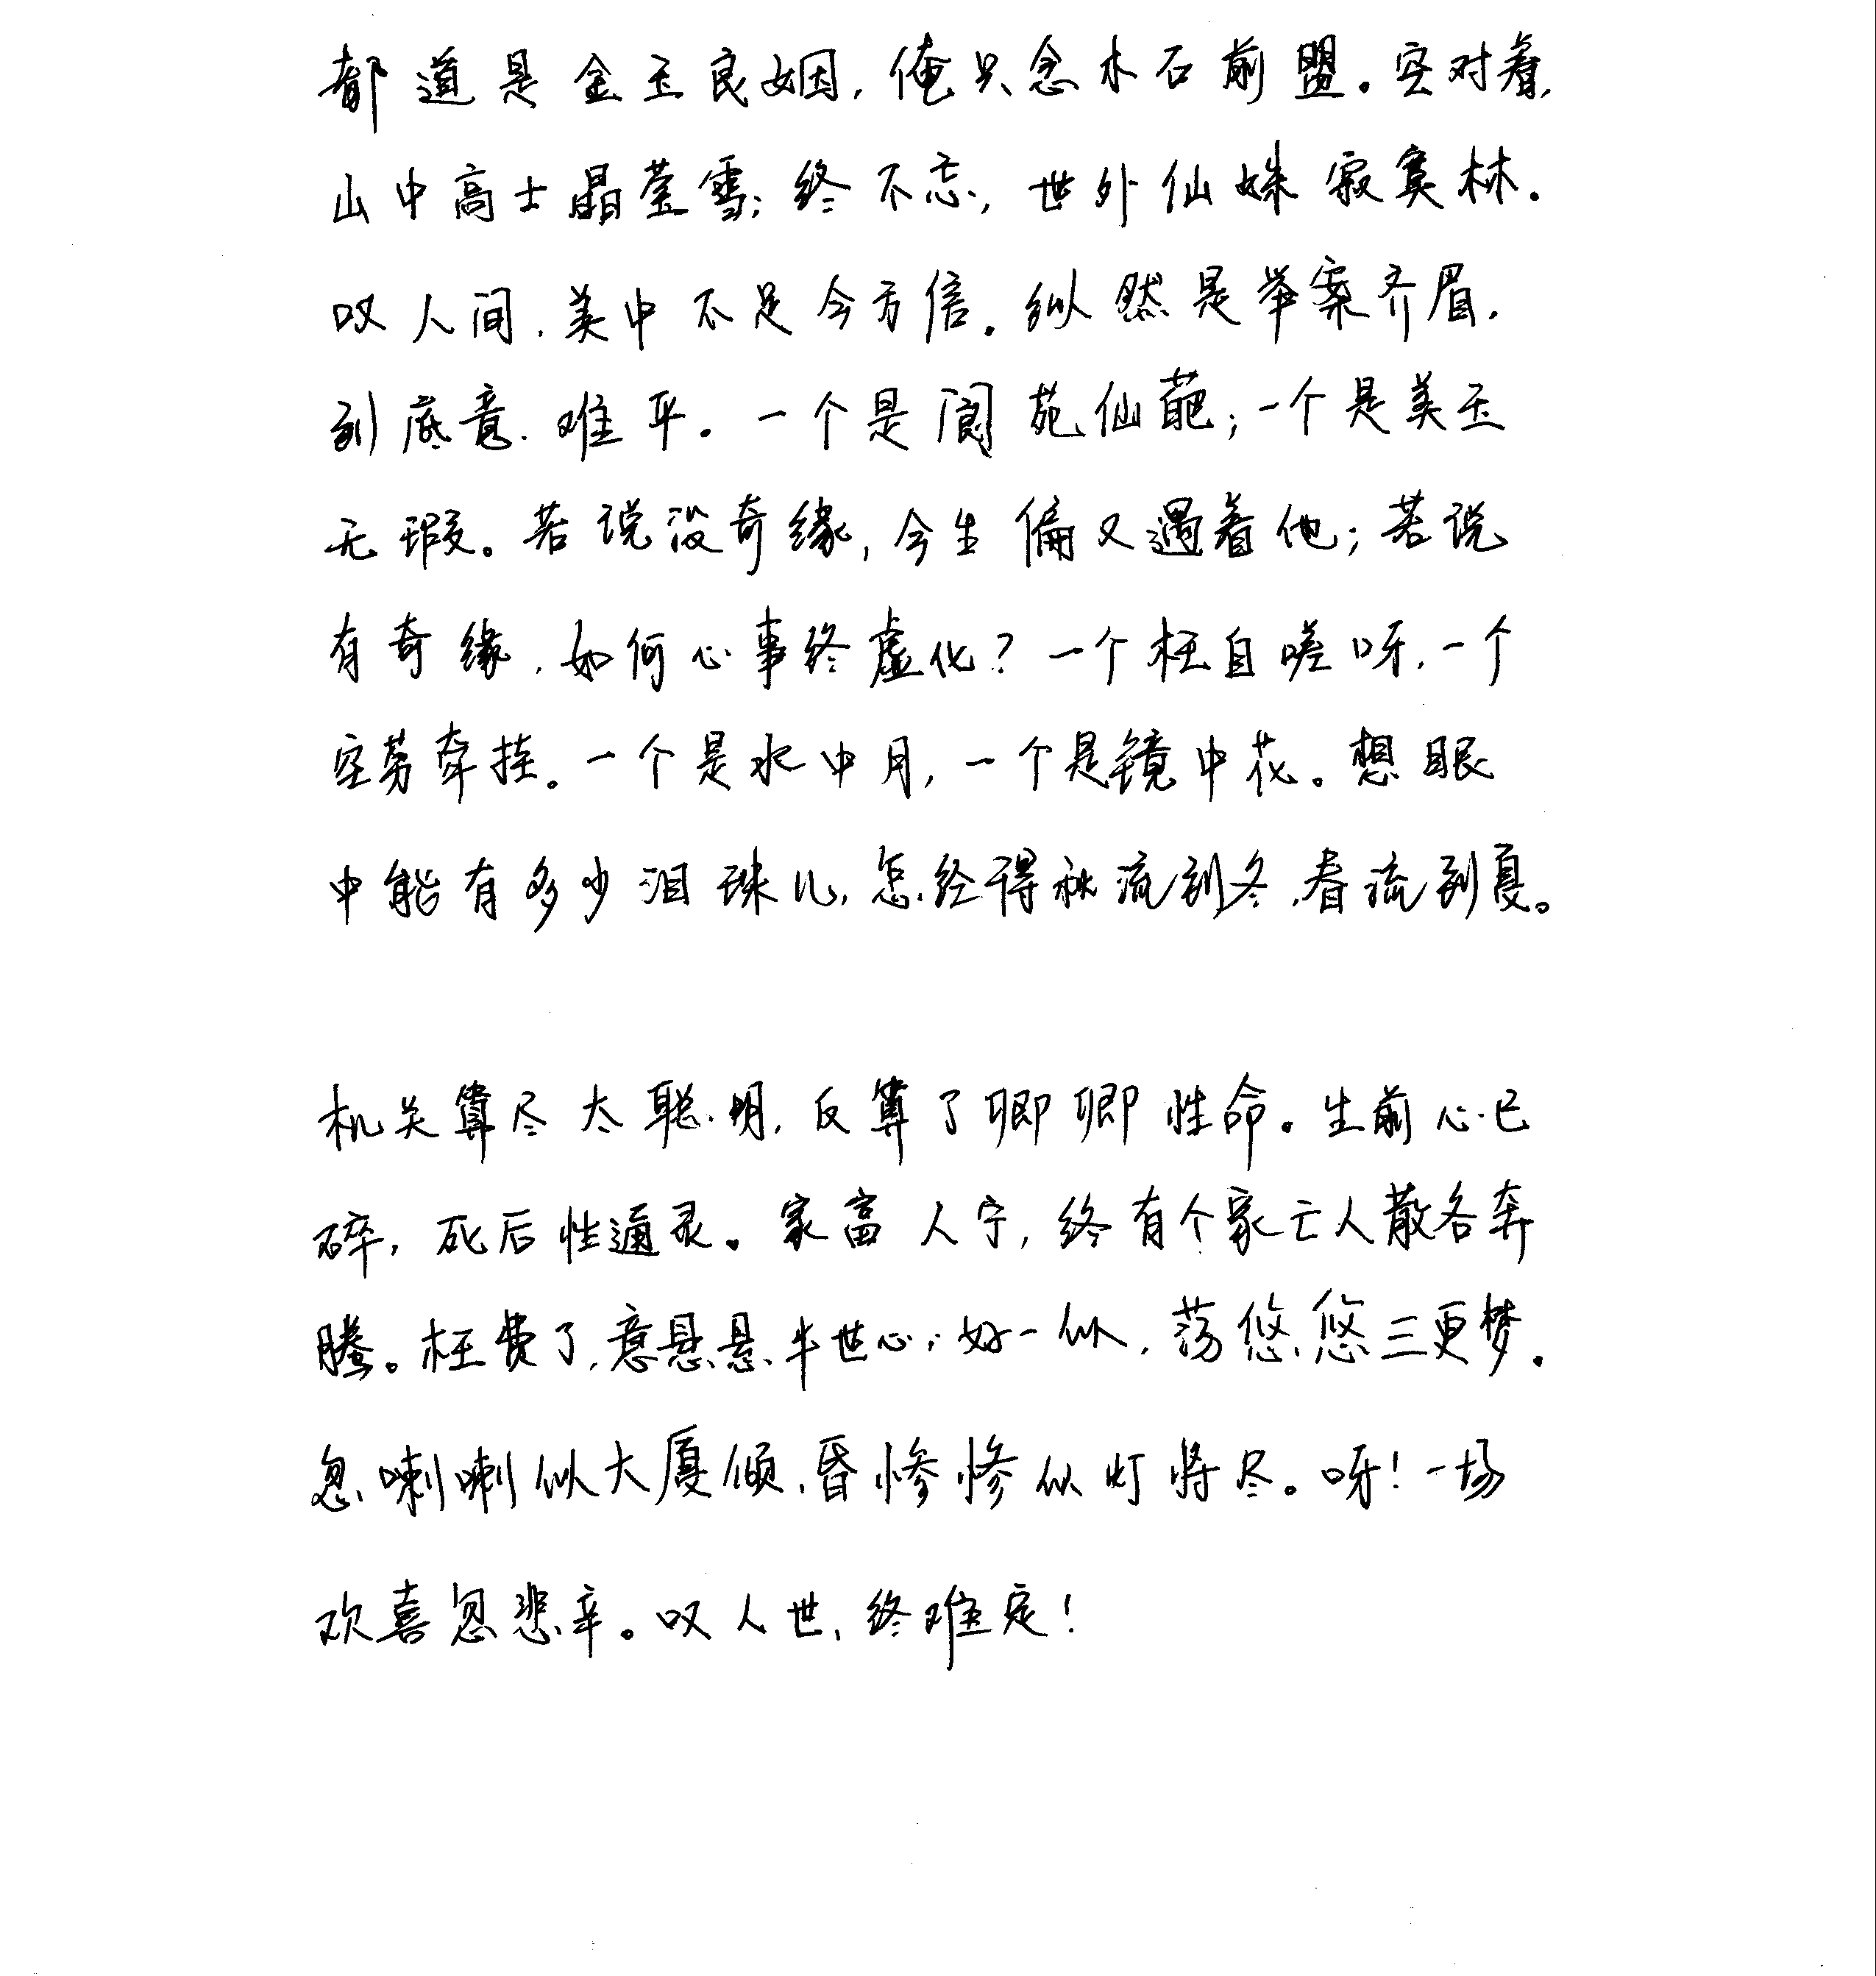 都道是金玉良姻，俺只念木石前盟。空对着，
山中高士晶莹雪；终不忘，世外仙姝寂寞林。
叹人间，美中不足今方信。纵然是举案齐眉，
到底意难平。一个是阆苑仙葩；一个是美玉
无瑕。若说没奇缘，今生偏又遇着他；若说
有奇缘，如何心事终虚化？一个枉自嗟呀，一个
空劳牵挂。一个是水中月，一个是镜中花。想眼
中能有多少泪珠儿，怎经得秋流到冬，春流到夏。
机关算尽太聪明，反算了卿卿性命。生前心已
碎，死后性通灵。家富人宁，终有个家亡人散各奔
腾。枉费了，意悬悬半世心；好一似，荡悠悠三更梦。
忽喇喇似大厦倾，昏惨惨似灯将尽。呀！一场
欢喜忽悲辛。叹人世，终难定！